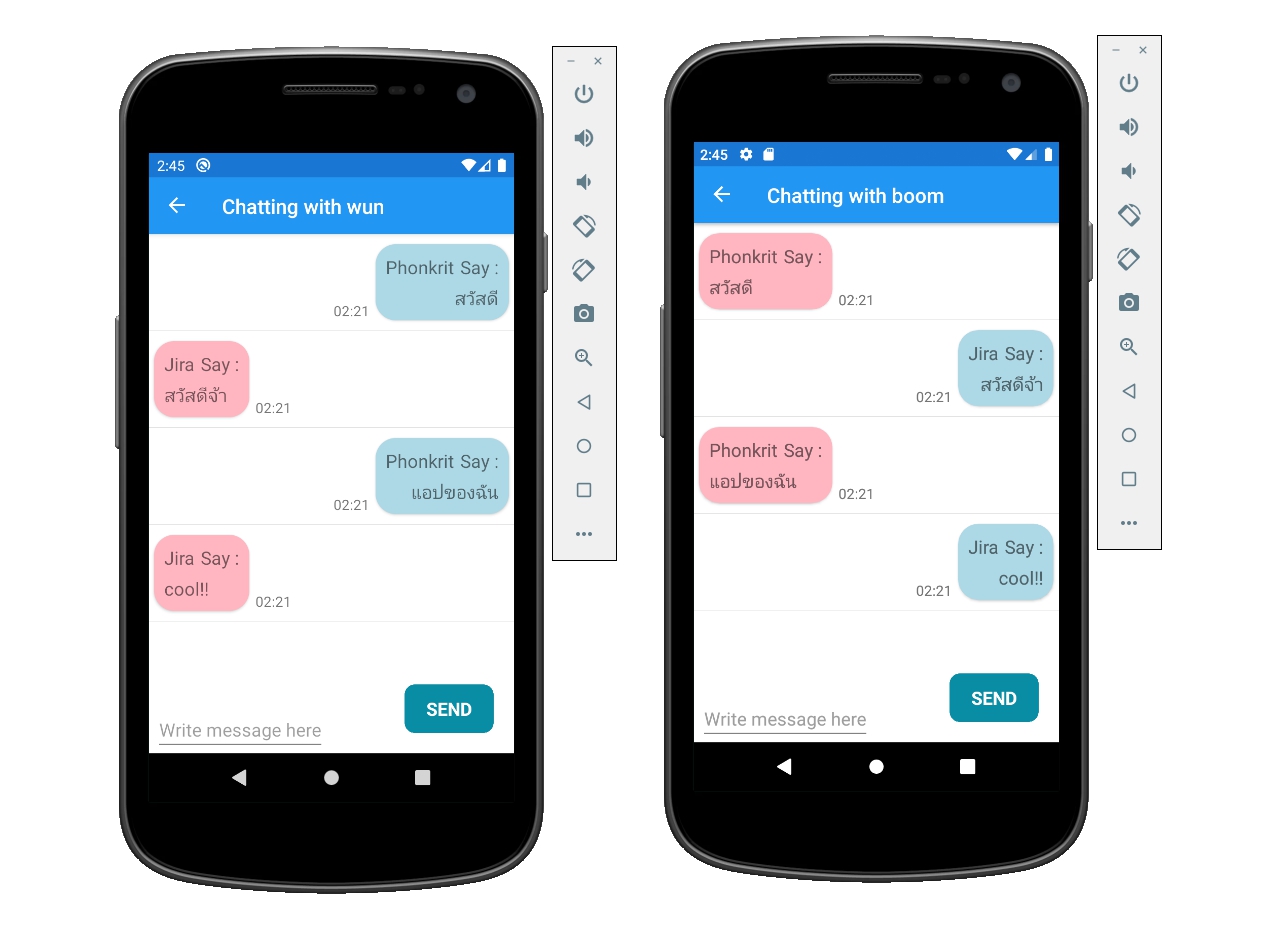 2:45
Chatting with wun
Phonkrit Say :
สวัสดี
02:21
Jira Say :
สวัสดีจ้า
02:21
Phonkrit Say :
แอปของฉัน
02:21
Jira Say :
cool!!
02:21
SEND
Write message here
2:45
Chatting with boom
Phonkrit Say :
สวัสดี
02:21
Jira Say :
สวัสดีจ้า
02:21
Phonkrit Say :
แอปของฉัน
02:21
Jira Say :
cool!!
02:21
SEND
Write message here